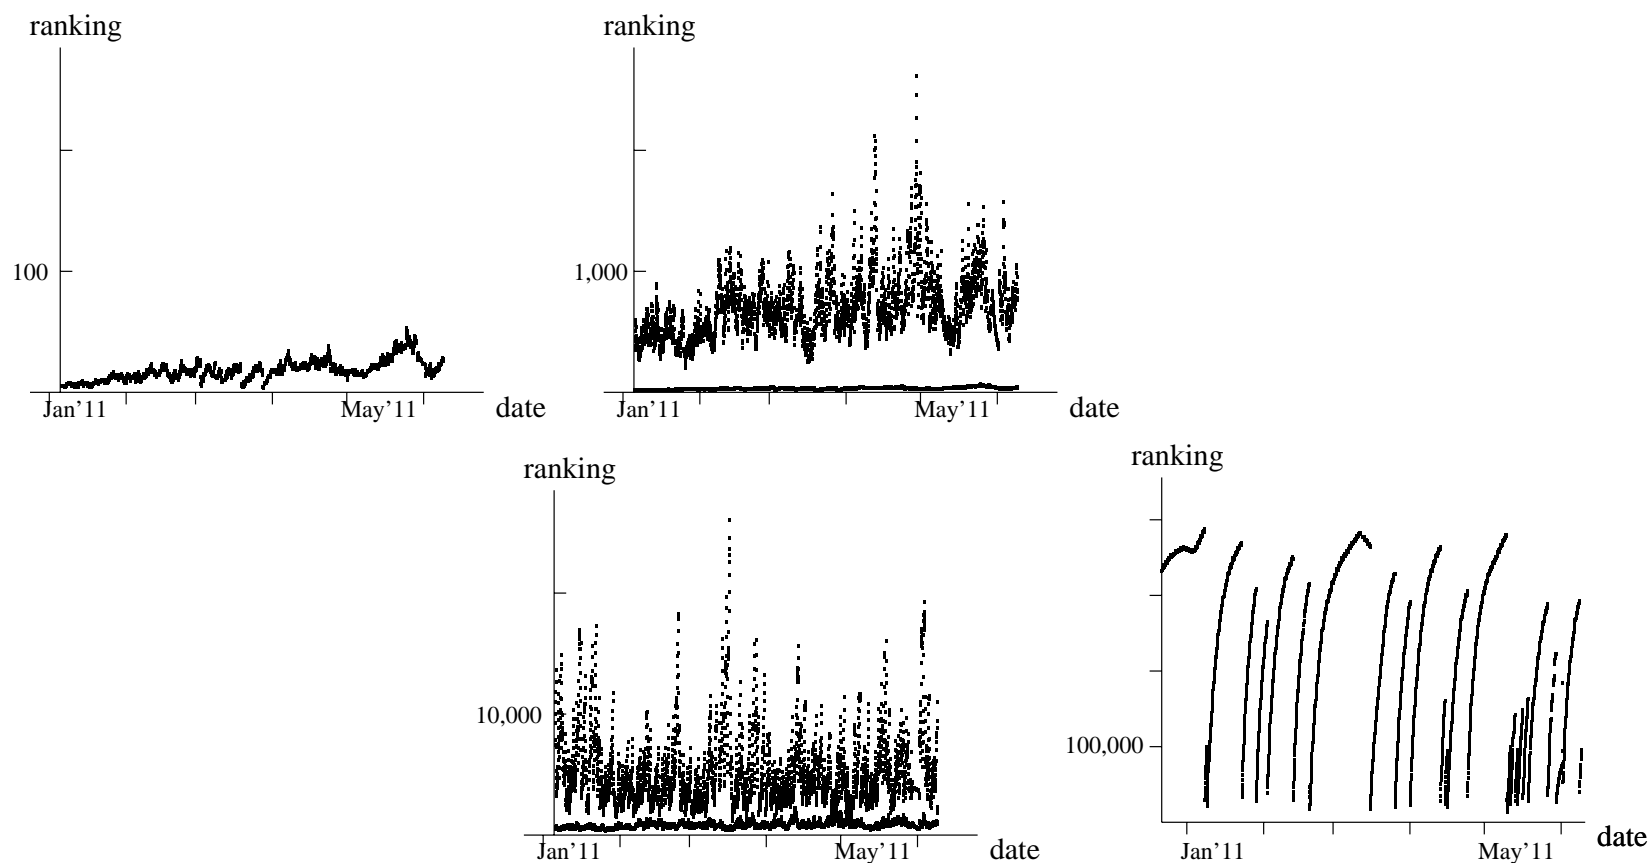 ranking
100
Jan'11
May'11
date
ranking
1,000
Jan'11
May'11
date
ranking
10,000
Jan'11
May'11
date
ranking
100,000
Jan'11
May'11
date